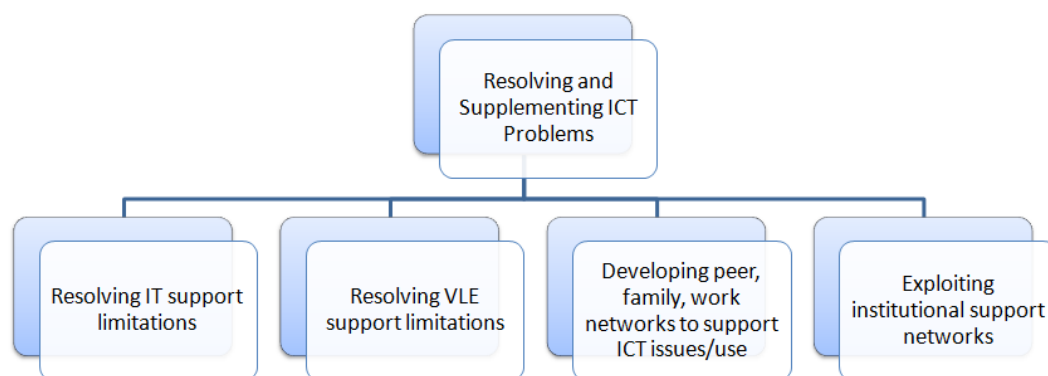 Resolving and
Supplementing ICT
Problems
Resolving IT support
limitations
Resolving VLE
support limitations
Developing peer,
family, work
networks to support
ICT issues/use
Exploiting
institutional support
networks